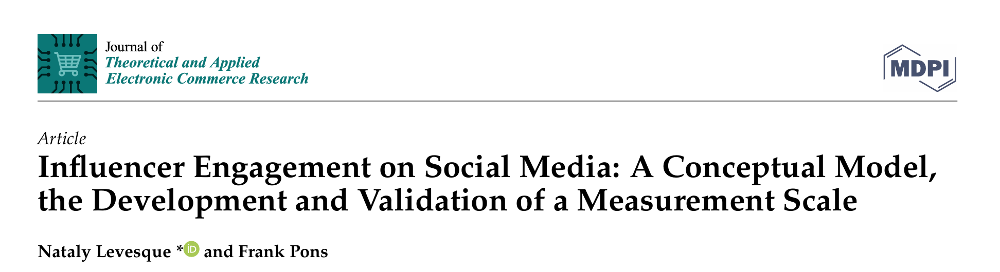 Journal of
Theoretical and Applied
Electronic Commerce Research
MDPI
Article
Influencer Engagement on Social Media: A Conceptual Model,
the Development and Validation of a Measurement Scale
Nataly Levesque * iD and Frank Pons